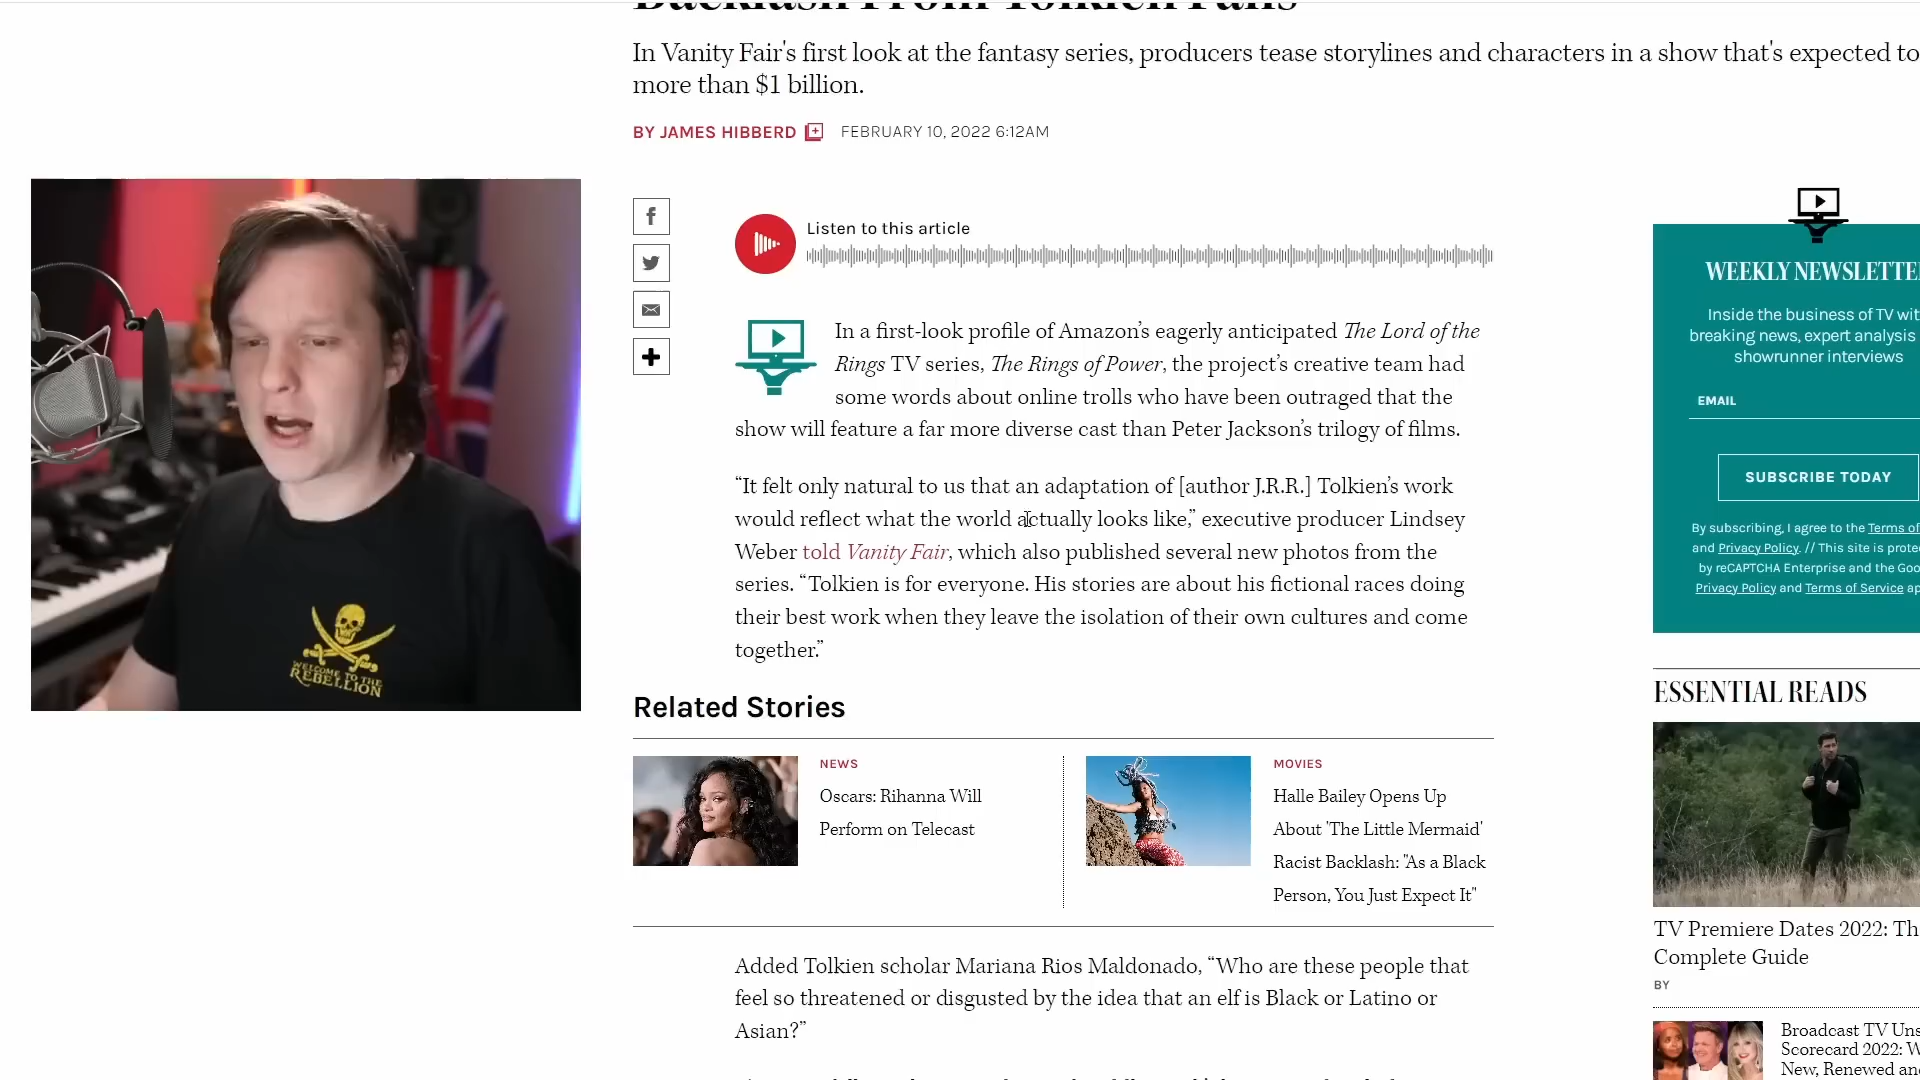 Backlash From Tolkien Fans
In Vanity Fair's first look at the fantasy series, producers tease storylines and characters in a show that's expected to
more than $1 billion.
BY JAMES HIBBERD FEBRUARY 10, 2022 6:12AM
Listen to this article
In a first-look profile of Amazon’s eagerly anticipated The Lord of the
Rings TV series, The Rings of Power, the project’s creative team had
some words about online trolls who have been outraged that the
show will feature a far more diverse cast than Peter Jackson’s trilogy of films.
“It felt only natural to us that an adaptation of [author J.R.R.] Tolkien’s work
would reflect what the world actually looks like,” executive producer Lindsey
Weber told Vanity Fair, which also published several new photos from the
series. “Tolkien is for everyone. His stories are about his fictional races doing
their best work when they leave the isolation of their own cultures and come
together.”
WELCOME TO THE
REBELLION
Related Stories
NEWS
Oscars: Rihanna Will
Perform on Telecast
MOVIES
Halle Bailey Opens Up
About 'The Little Mermaid'
Racist Backlash: "As a Black
Person, You Just Expect It"
Added Tolkien scholar Mariana Rios Maldonado, “Who are these people that
feel so threatened or disgusted by the idea that an elf is Black or Latino or
Asian?”
WEEKLY NEWSLETTE
Inside the business of TV wit
breaking news, expert analysis
showrunner interviews
EMAIL
SUBSCRIBE TODAY
By subscribing, I agree to the Terms of
and Privacy Policy. // This site is prote
by reCAPTCHA Enterprise and the Goo
Privacy Policy and Terms of Service ap
ESSENTIAL READS
TV Premiere Dates 2022: Th
Complete Guide
BY
Broadcast TV Uns
Scorecard 2022: W
New, Renewed an